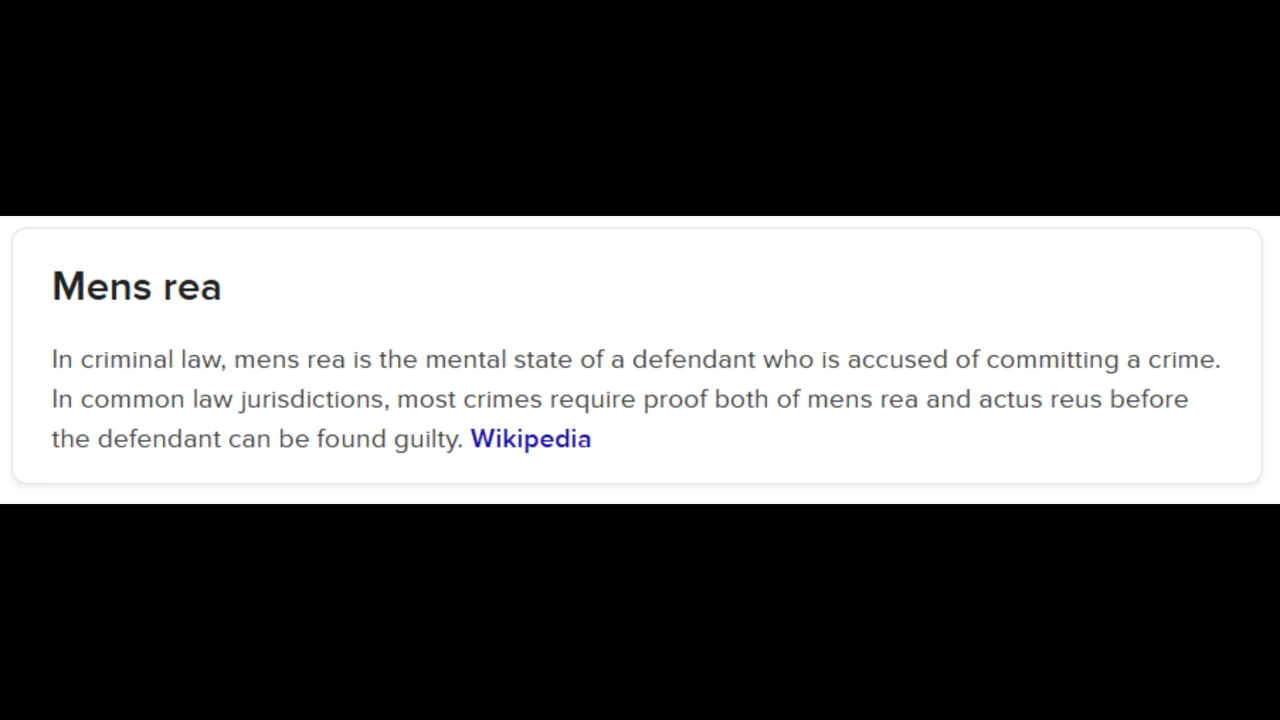 Mens rea
In criminal law, mens rea is the mental state of a defendant who is accused of committing a crime.
In common law jurisdictions, most crimes require proof both of mens rea and actus reus before
the defendant can be found guilty. Wikipedia